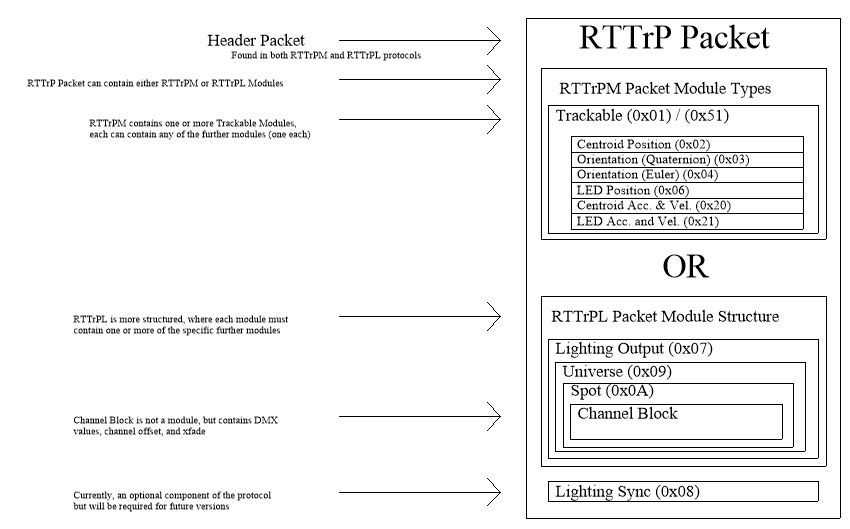 Header Packet
Found in both RTTrPM and RTTrPL protocols
RTTrP Packet can contain either RTTrPM or RTTrPL Modules
RTTrPM contains one or more Trackable Modules,
each can contain any of the further modules (one each)
RTTrPL is more structured, where each module must
contain one or more of the specific further modules
Channel Block is not a module, but contains DMX
values, channel offset, and xfade
Currently, an optional component of the protocol
but will be required for future versions
RTTrP Packet
RTTrPM Packet Module Types
Trackable (0x01) / (0x51)
Centroid Position (0x02)
Orientation (Quaternion) (0x03)
Orientation (Euler) (0x04)
LED Position (0x06)
Centroid Acc. & Vel. (0x20)
LED Acc. and Vel. (0x21)
OR
RTTrPL Packet Module Structure
Lighting Output (0x07)
Universe (0x09)
Spot (0x0A)
Channel Block
Lighting Sync (0x08)